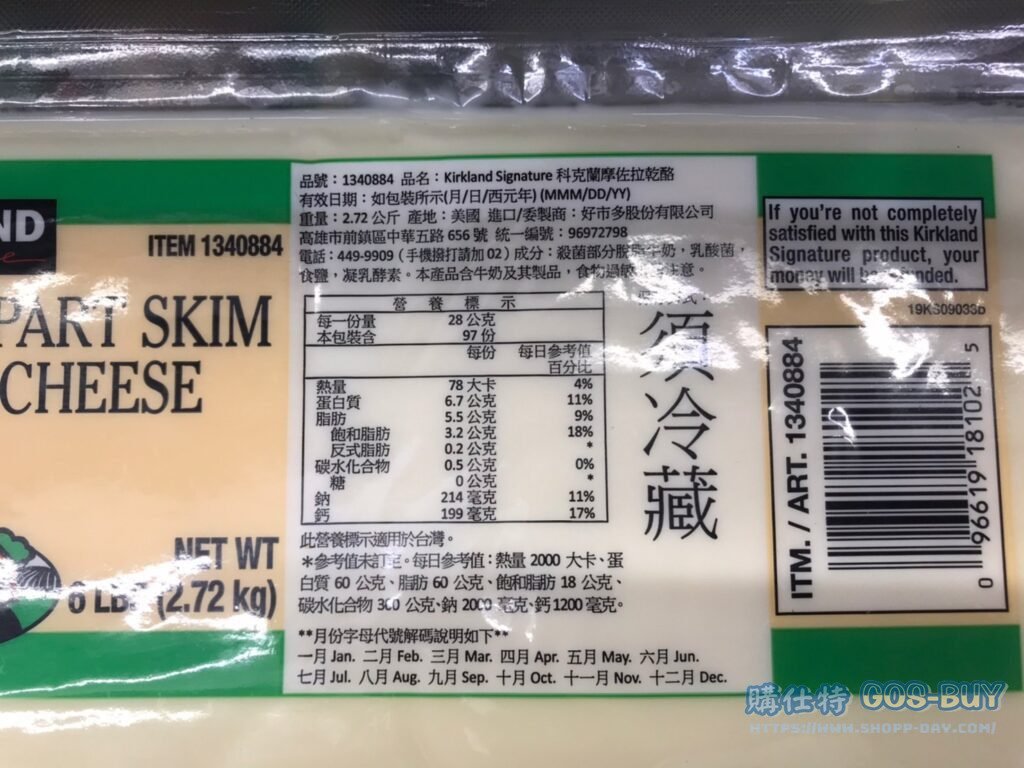 ND
ITEM 1340884
PART SKIM
CHEESE
NET WT
6 LB (2.72 kg)
品號：1340884 品名：Kirkland Signature 科克蘭摩佐拉乾酪
有效日期：如包裝所示(月/日/西元年) (MMM/DD/YY)
重量：2.72 公斤 產地：美國 進口/委製商：好市多股份有限公司
高雄市前鎮區中華五路 656 號 統一編號：96972798
電話：449-9909（手機撥打請加 02）成分：殺菌部分脫脂牛奶，乳酸菌，
食鹽，凝乳酵素。本產品含牛奶及其製品，食物過敏 注意。
營 養 標 示
每一份量 28 公克
本包裝含 97 份
每份 每日參考值
百分比
熱量 78 大卡 4%
蛋白質 6.7 公克 11%
脂肪 5.5 公克 9%
飽和脂肪 3.2 公克 18%
反式脂肪 0.2 公克 *
碳水化合物 0.5 公克 0%
糖 0 公克 *
鈉 214 毫克 11%
鈣 199 毫克 17%
須冷藏
此營養標示適用於台灣。
＊參考值未訂定。每日參考值：熱量 2000 大卡、蛋
白質 60 公克、脂肪 60 公克、飽和脂肪 18 公克、
碳水化合物 300 公克、鈉 2000 毫克、鈣 1200 毫克。
**月份字母代號解碼說明如下**
一月 Jan. 二月 Feb. 三月 Mar. 四月 Apr. 五月 May. 六月 Jun.
七月 Jul. 八月 Aug. 九月 Sep. 十月 Oct. 十一月 Nov. 十二月 Dec.
If you're not completely
satisfied with this Kirkland
Signature product, your
money will be refunded.
19KS09033b
ITM. / ART. 1340884
0 96619 18102 5
購仕特 GOS-BUY
HTTPS://WWW.SHOPP-DAY.COM/